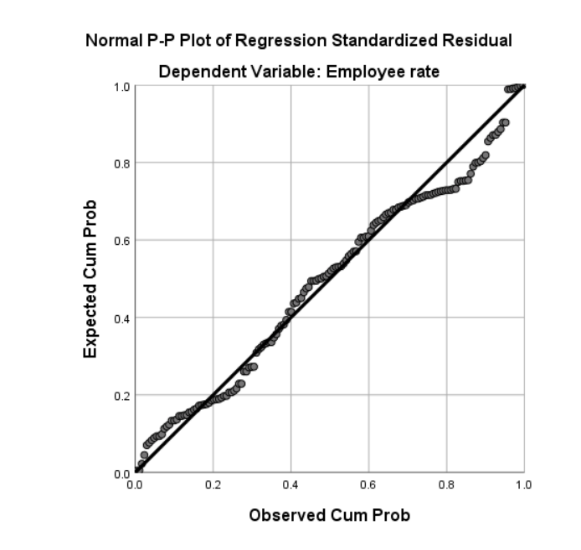 Normal P-P Plot of Regression Standardized Residual
Dependent Variable: Employee rate
1.0
0.8
0.6
0.4
0.2
0.0
Expected Cum Prob
0.0 0.2 0.4 0.6 0.8 1.0
Observed Cum Prob